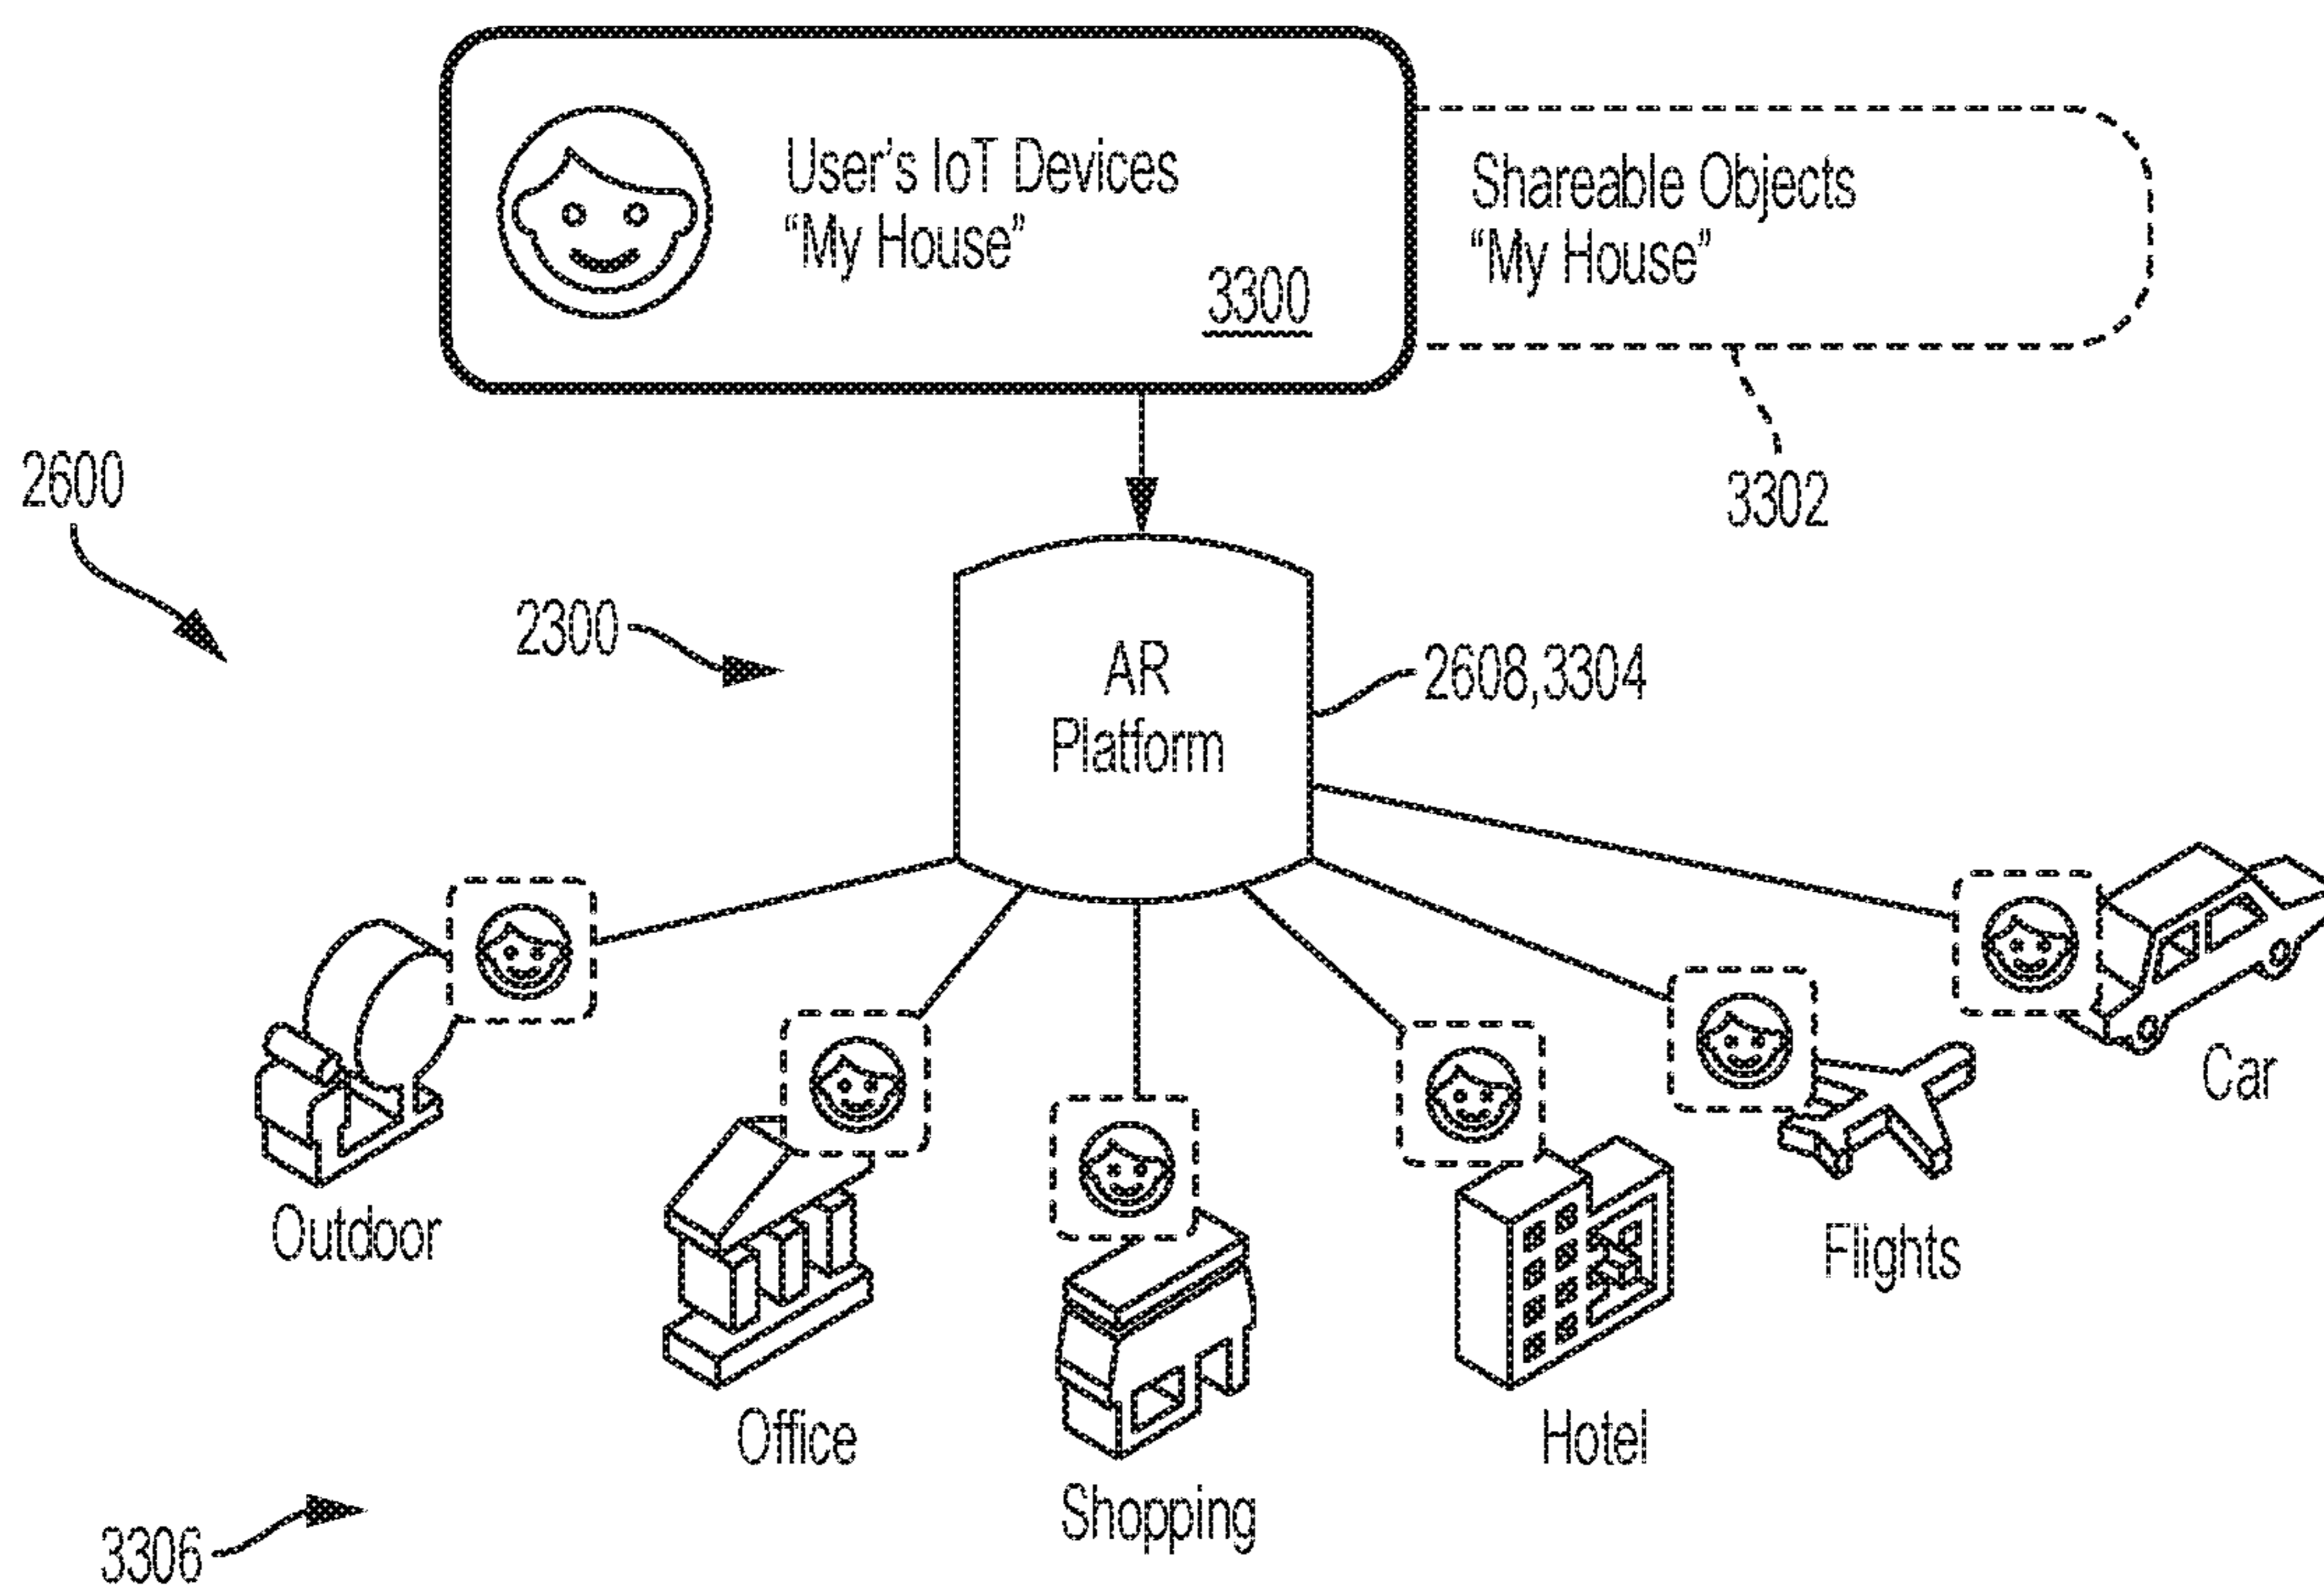 User's IoT Devices
“My House”
3300
Shareable Objects
“My House”
3302
2600
2300
AR
Platform
2608,3304
Car
Outdoor
Flights
Office
Hotel
Shopping
3306